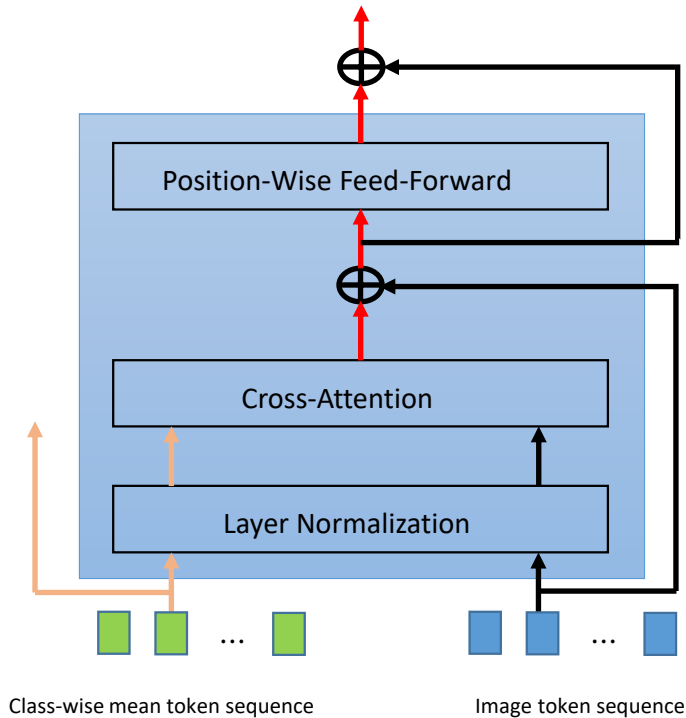 Position-Wise Feed-Forward
Cross-Attention
Layer Normalization
... ...
Class-wise mean token sequence Image token sequence